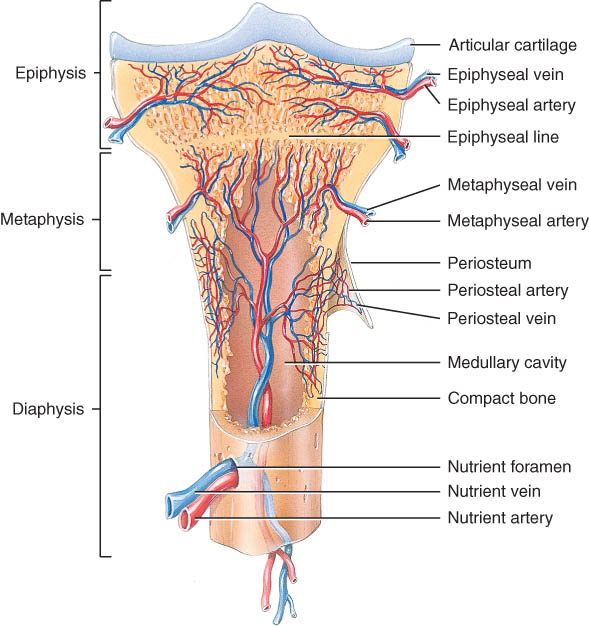 Epiphysis
Metaphysis
Diaphysis
Articular cartilage
Epiphyseal vein
Epiphyseal artery
Epiphyseal line
Metaphyseal vein
Metaphyseal artery
Periosteum
Periosteal artery
Periosteal vein
Medullary cavity
Compact bone
Nutrient foramen
Nutrient vein
Nutrient artery